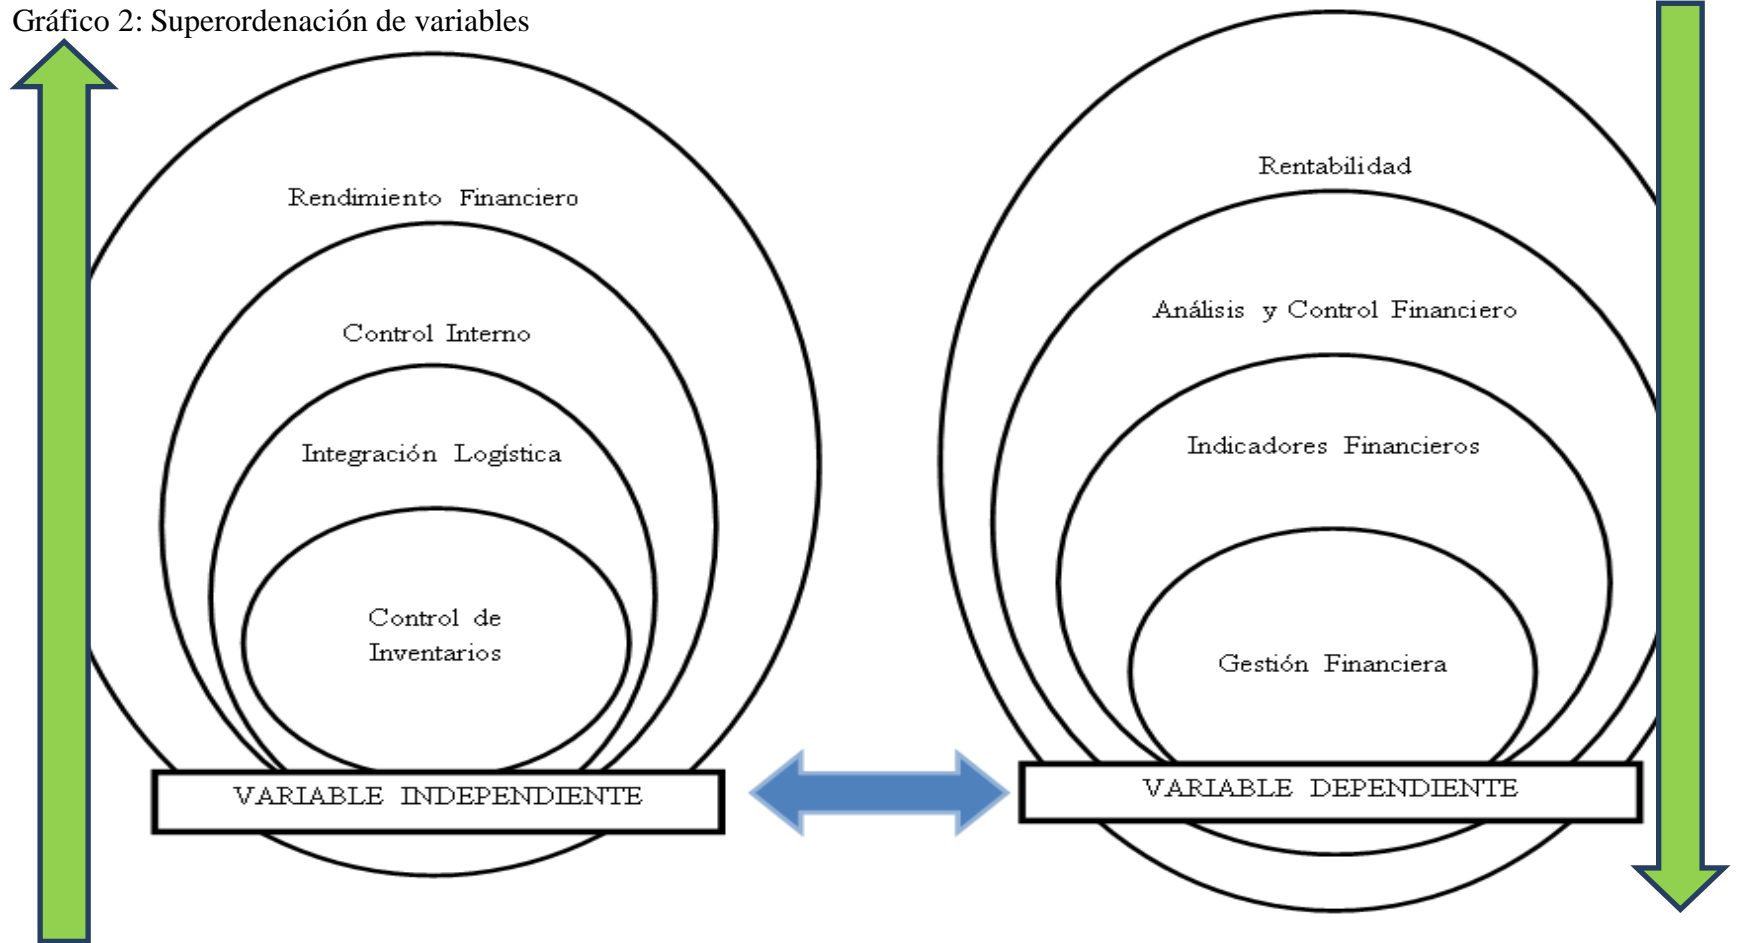 Gráfico 2: Superordenación de variables
Rendimiento Financiero
Control Interno
Integración Logística
Control de
Inventarios
VARIABLE INDEPENDIENTE
Rentabilidad
Análisis y Control Financiero
Indicadores Financieros
Gestión Financiera
VARIABLE DEPENDIENTE